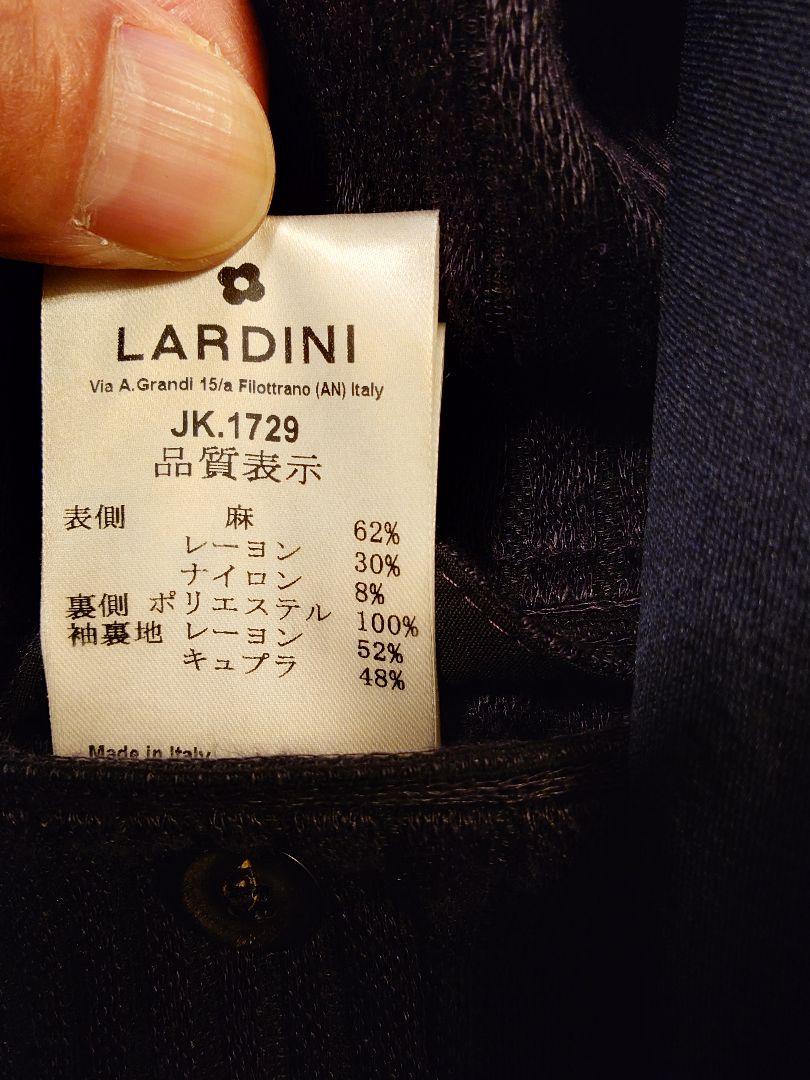 LARDINI
Via A.Grandi 15/a Filottrano (AN) Italy
JK.1729
品質表示
表側 麻 62%
レーヨン 30%
ナイロン 8%
裏側 ポリエステル 100%
袖裏地 レーヨン 52%
キュプラ 48%
Made in Italy